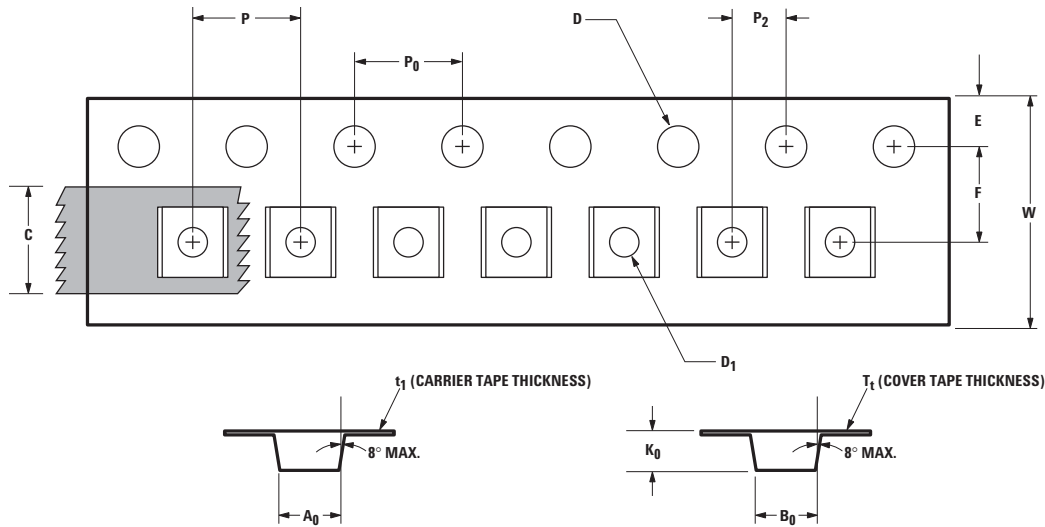 P
D
P2
P0
E
F
W
C
D1
t1 (CARRIER TAPE THICKNESS)
Tt (COVER TAPE THICKNESS)
8° MAX.
K0
8° MAX.
A0
B0